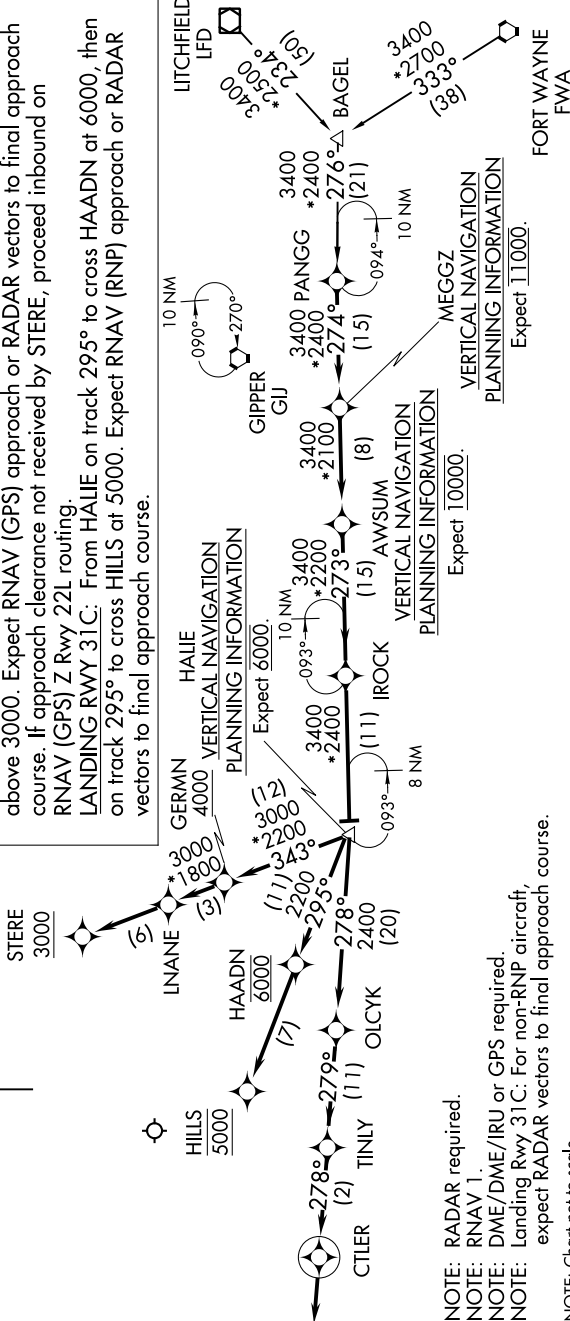 above 3000. Expect RNAV (GPS) approach or RADAR vectors to final approach
course. If approach clearance not received by STERE, proceed inbound on
RNAV (GPS) Z Rwy 22L routing.
LANDING RWY 31C: From HALIE on track 295° to cross HAADN at 6000, then
on track 295° to cross HILLS at 5000. Expect RNAV (RNP) approach or RADAR
vectors to final approach course.
LITCHFIELD
LFD
3400
*2500
234°
(50)
3400
*2700
333°
(38)
FORT WAYNE
FWA
BAGEL
3400
*2400
276°
(21)
PANGG
094°
10 NM
10 NM
090°
270°
GIPPER
GIJ
3400
*2400
274°
(15)
MEGGZ
VERTICAL NAVIGATION
PLANNING INFORMATION
Expect 11000.
3400
*2100
(8)
AWSUM
VERTICAL NAVIGATION
PLANNING INFORMATION
Expect 10000.
3400
*2200
273°
(15)
10 NM
093°
IROCK
3400
*2400
(11)
093°
8 NM
HALIE
VERTICAL NAVIGATION
PLANNING INFORMATION
Expect 6000.
(12)
3000
*2200
343°
GERMN
4000
3000
*1800
(3)
LNANE
(6)
STERE
3000
(11)
2200
295°
HAADN
6000
(7)
HILLS
5000
278°
2400
(20)
OLCYK
279°
(11)
TINLY
278°
(2)
CTLER
NOTE: RADAR required.
NOTE: RNAV 1.
NOTE: DME/DME/IRU or GPS required.
NOTE: Landing Rwy 31C: For non-RNP aircraft,
expect RADAR vectors to final approach course.
NOTE: Chart not to scale.